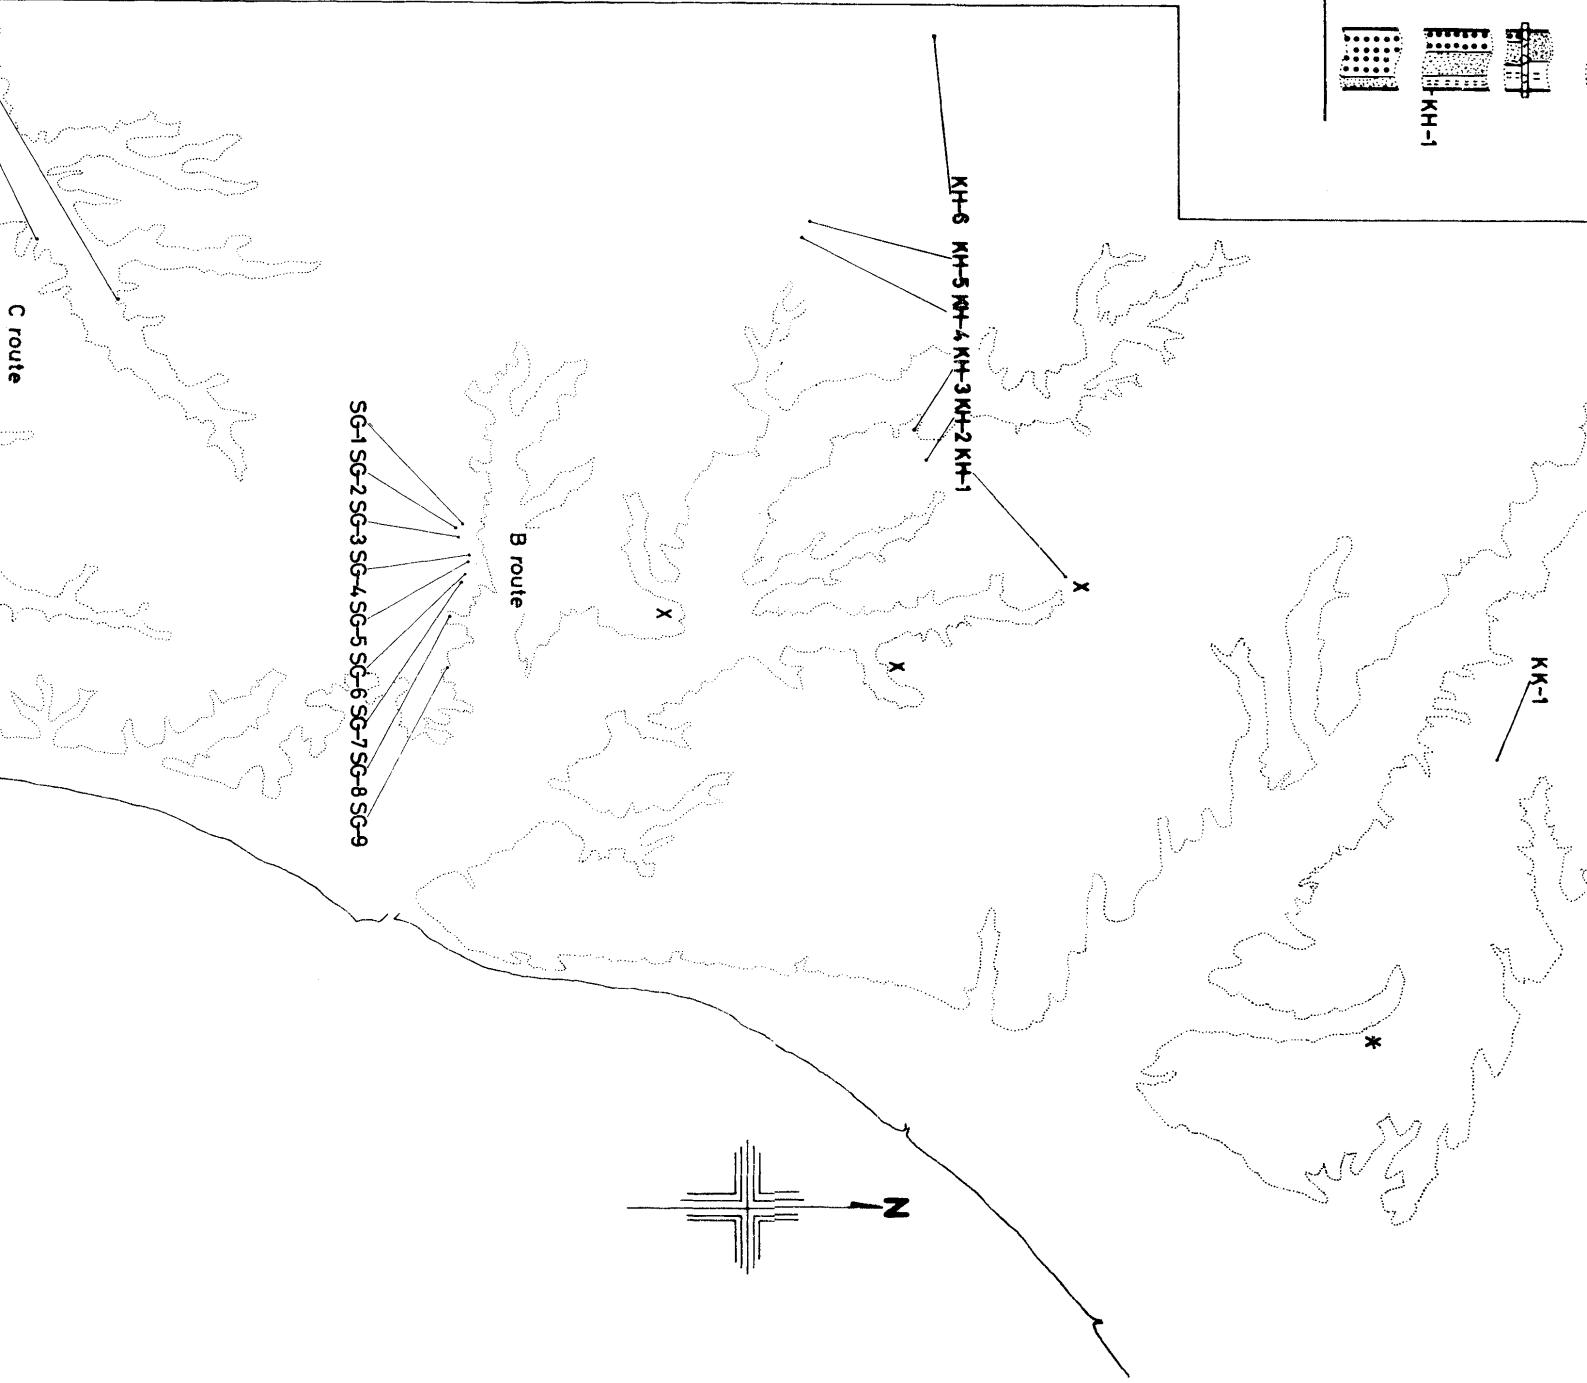 KH-1
KH-6 KH-5 KH-4 KH-3 KH-2 KH-1
KK-1
C route
B route
SG-1 SG-2 SG-3 SG-4 SG-5 SG-6 SG-7 SG-8 SG-9
X
X
X
*
N